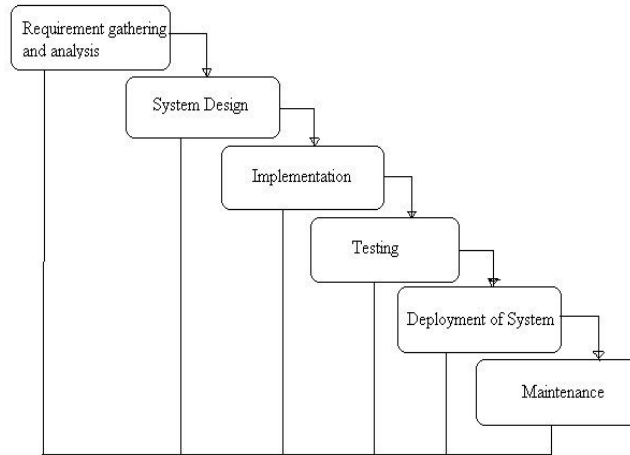 Requirement gathering
and analysis
System Design
Implementation
Testing
Deployment of System
Maintenance